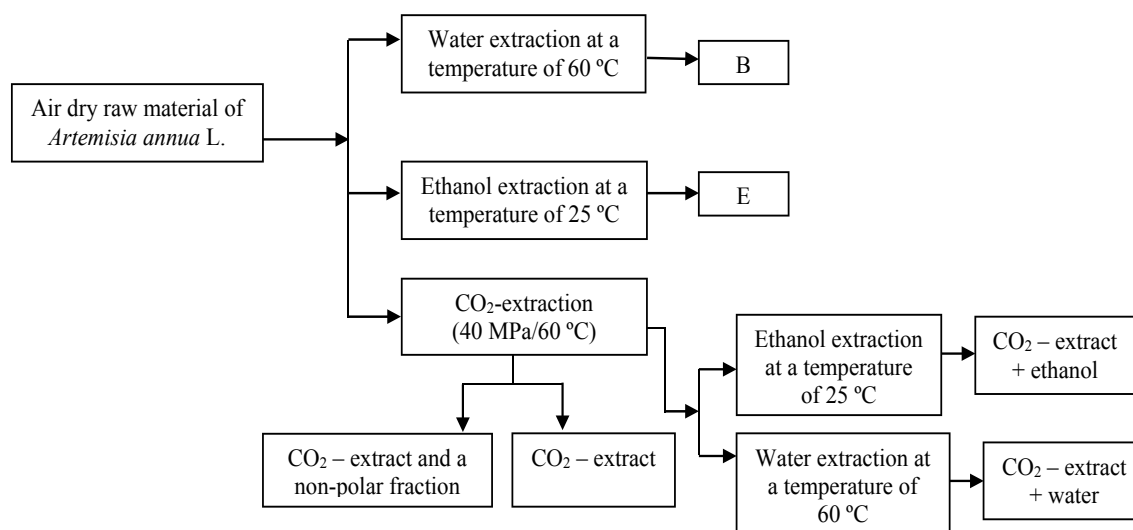 Water extraction at a
temperature of 60 ºC
B
Air dry raw material of
Artemisia annua L.
Ethanol extraction at a
temperature of 25 ºC
E
CO₂-extraction
(40 MPa/60 ºC)
Ethanol extraction
at a temperature
of 25 ºC
CO₂ – extract
+ ethanol
CO₂ – extract and a
non-polar fraction
CO₂ – extract
Water extraction at
a temperature of
60 ºC
CO₂ – extract
+ water